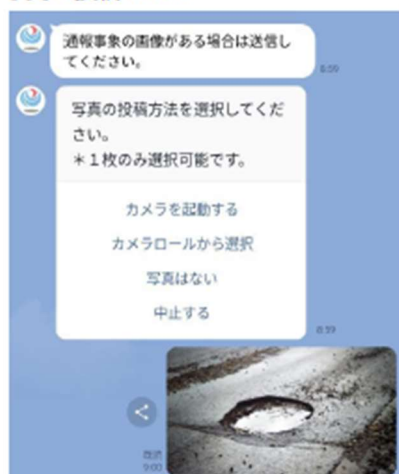 通報事象の画像がある場合は送信し
てください。
8:59
写真の投稿方法を選択してくだ
さい。
＊１枚のみ選択可能です。
カメラを起動する
カメラロールから選択
写真はない
中止する
8:59
既読
9:00